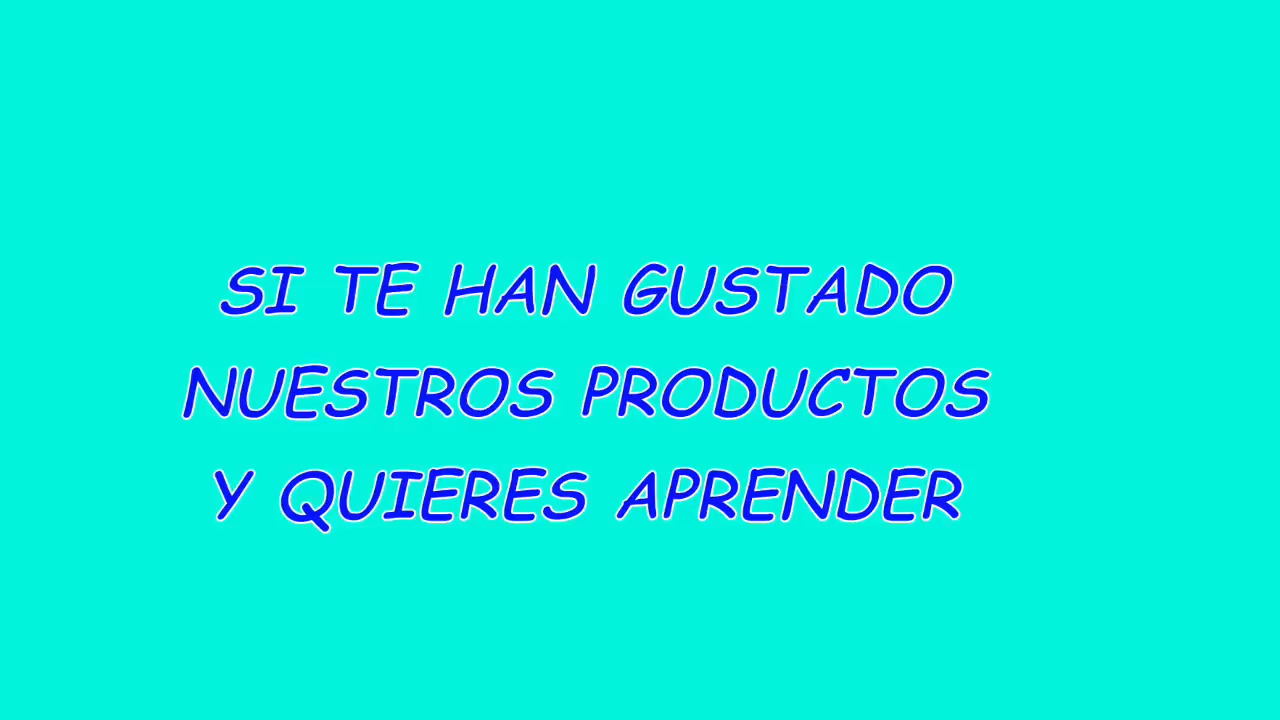 SI TE HAN GUSTADO
NUESTROS PRODUCTOS
Y QUIERES APRENDER